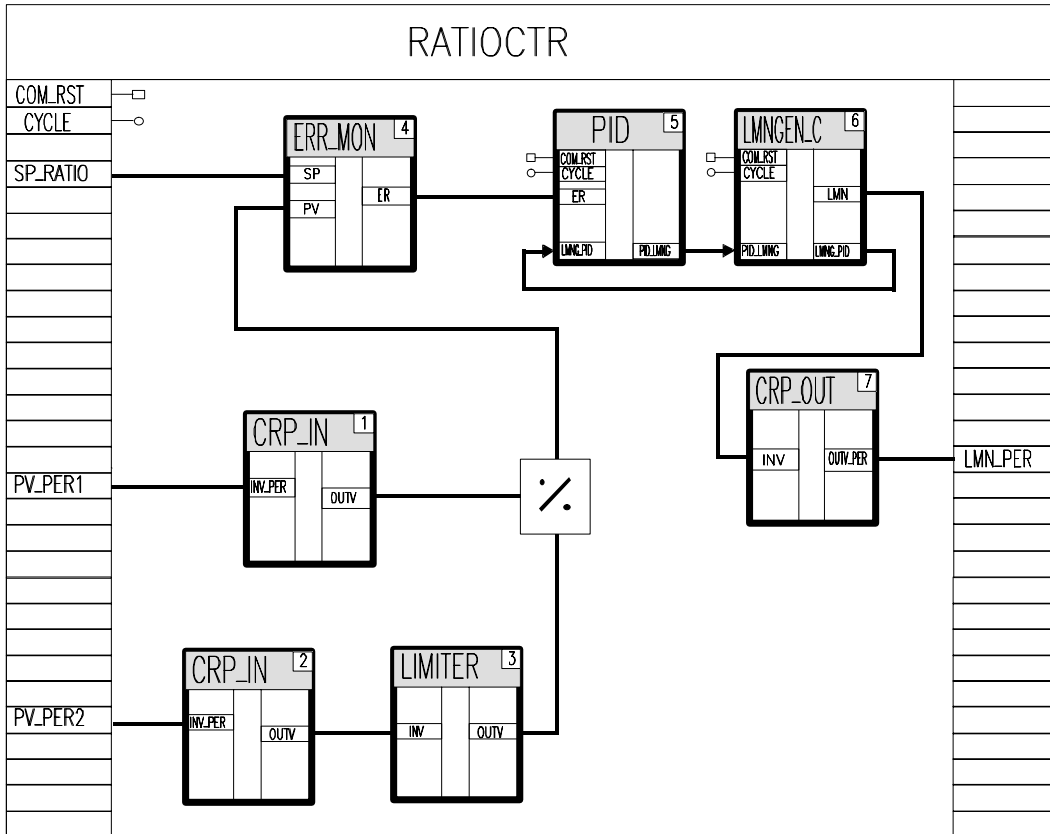 RATIOCTR
COM_RST
CYCLE
SP_RATIO
PV_PER1
PV_PER2
ERR_MON 4
SP
PV
ER
PID 5
COM_RST
CYCLE
ER
LMNG_PID PID_LMNG
LMNGEN_C 6
COM_RST
CYCLE
LMN
PID_LMNG LMNG_PID
CRP_OUT 7
INV OUTV_PER
LMN_PER
CRP_IN 1
INV_PER
OUTV
CRP_IN 2
INV_PER
OUTV
LIMITER 3
INV OUTV